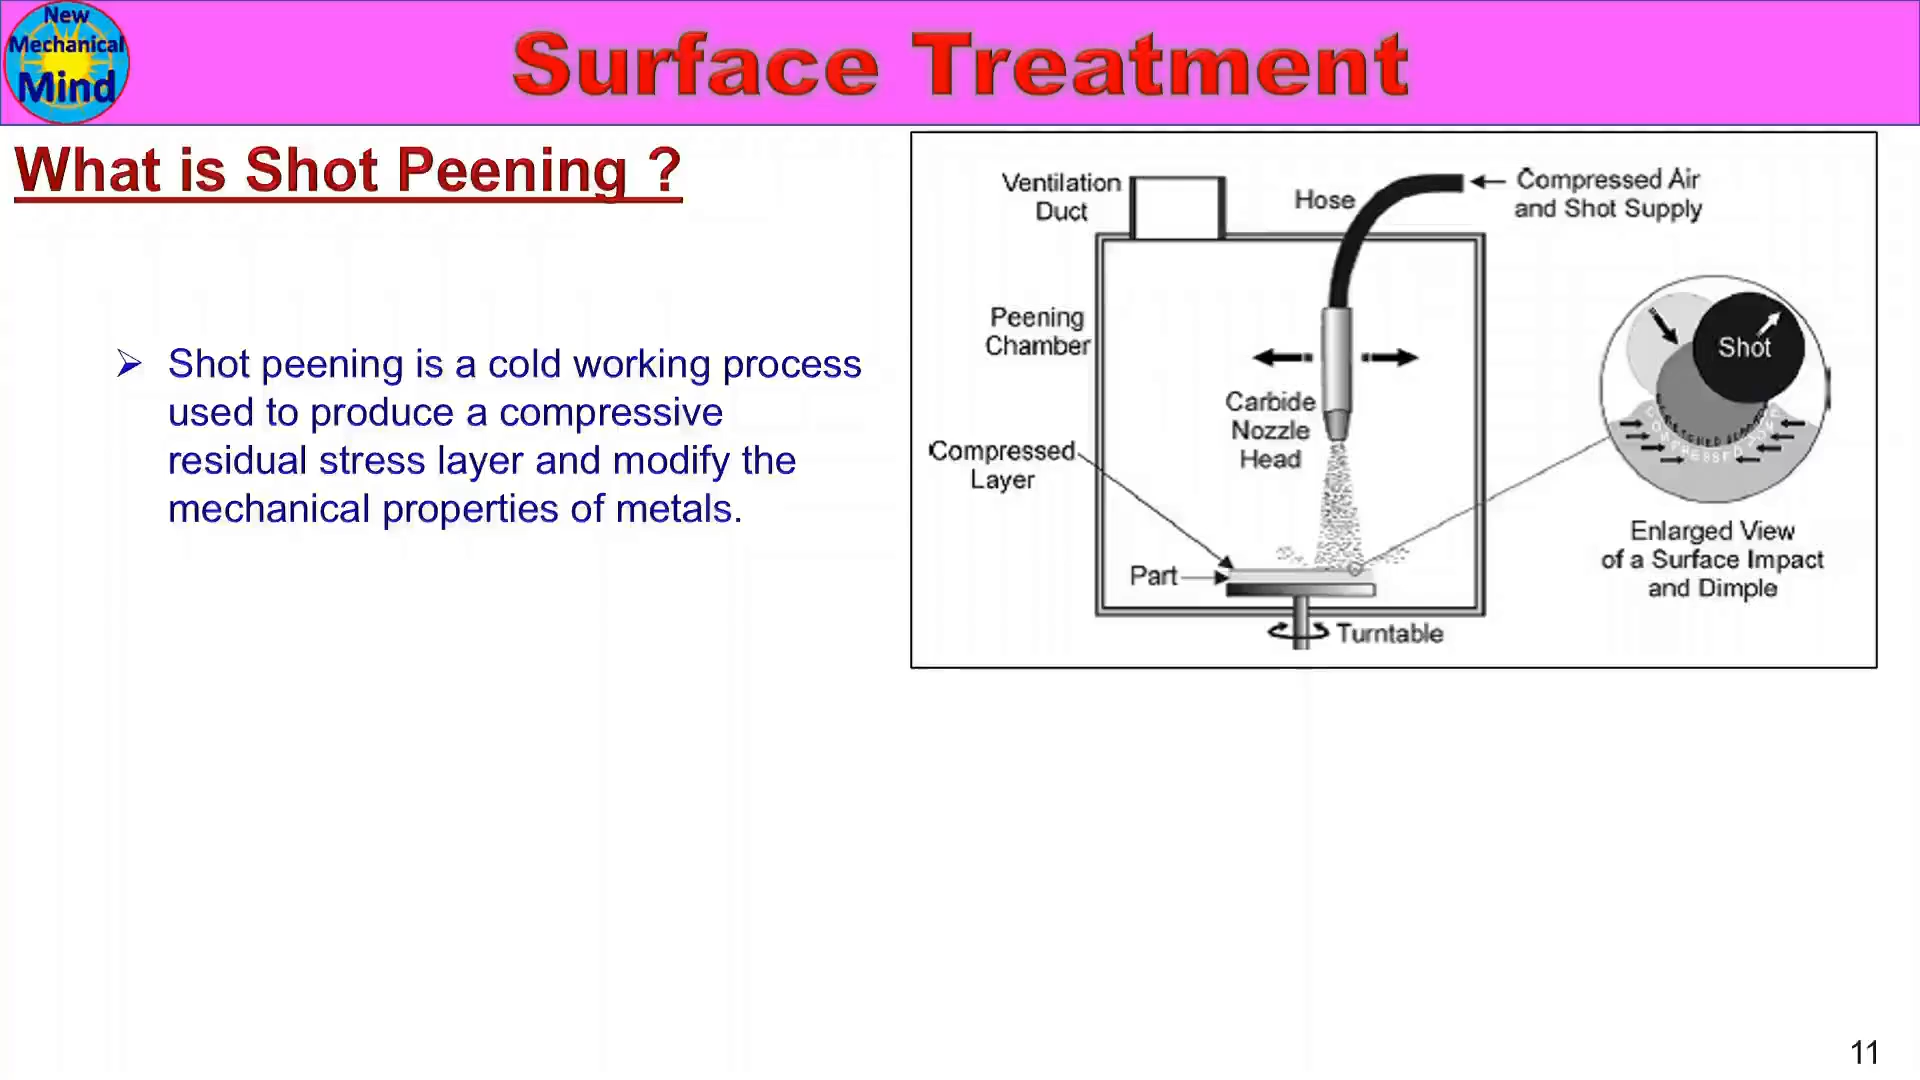 New
Mechanical
Mind
Surface Treatment
What is Shot Peening ?
➢ Shot peening is a cold working process
used to produce a compressive
residual stress layer and modify the
mechanical properties of metals.
Ventilation
Duct
Hose
Compressed Air
and Shot Supply
Peening
Chamber
Shot
Carbide
Nozzle
Head
Compressed
Layer
Enlarged View
of a Surface Impact
and Dimple
Part
Turntable
11